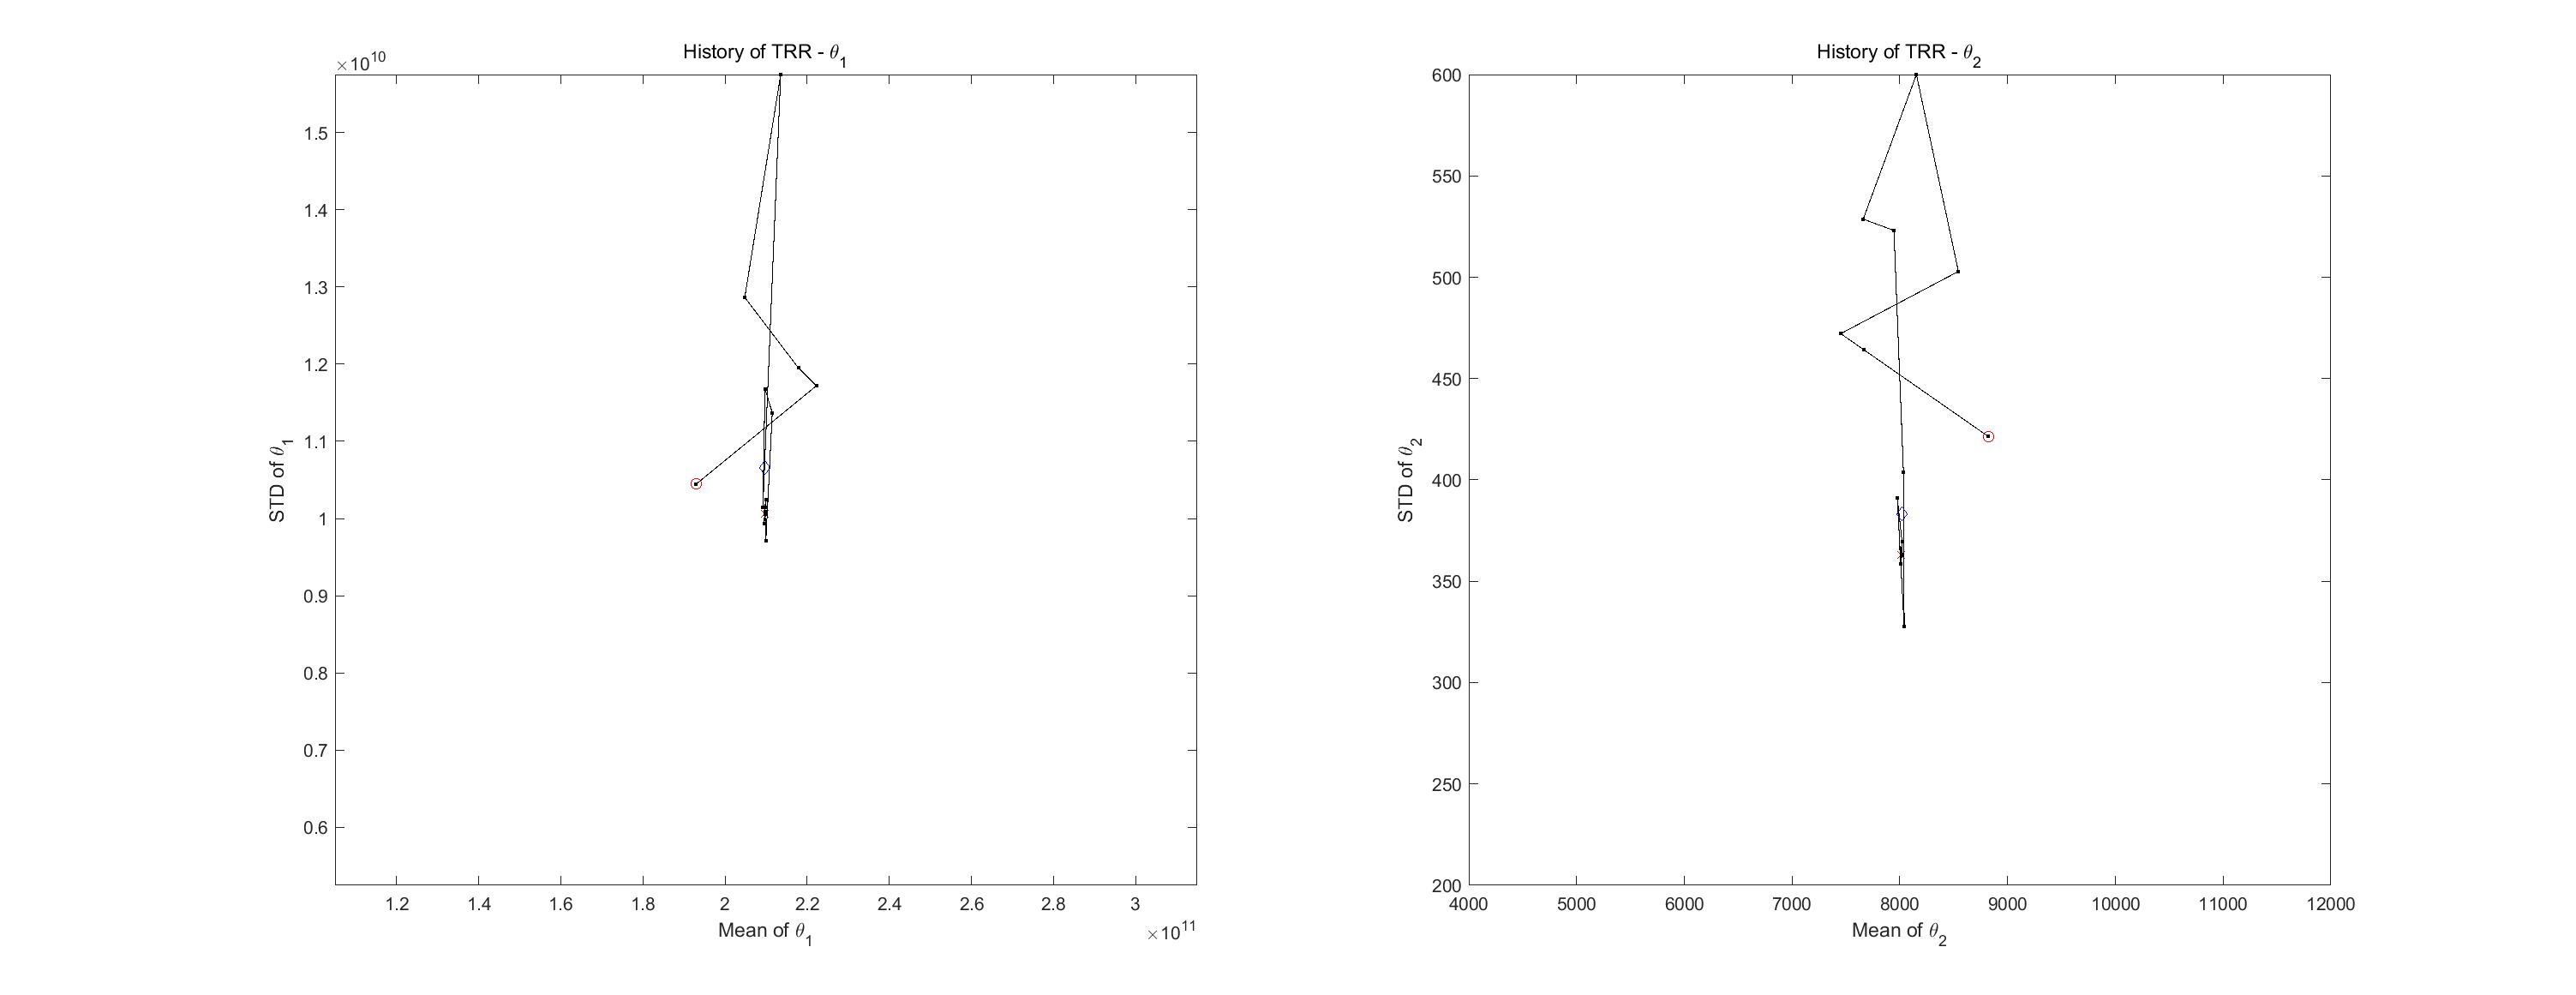 History of TRR - θ1
×10^10
1.5
1.4
1.3
1.2
1.1
1
0.9
0.8
0.7
0.6
STD of θ1
1.2 1.4 1.6 1.8 2 2.2 2.4 2.6 2.8 3
Mean of θ1
×10^11
History of TRR - θ2
600
550
500
450
400
350
300
250
200
STD of θ2
4000 5000 6000 7000 8000 9000 10000 11000 12000
Mean of θ2